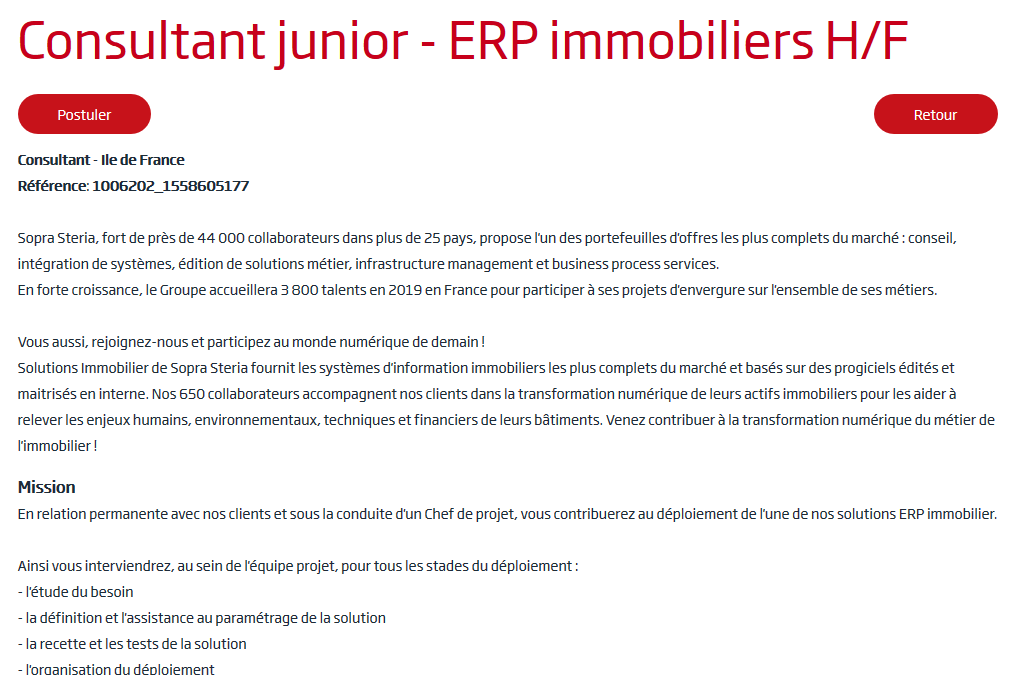 Consultant junior - ERP immobiliers H/F
Postuler
Retour
Consultant - Ile de France
Référence: 1006202_1558605177
Sopra Steria, fort de près de 44 000 collaborateurs dans plus de 25 pays, propose l'un des portefeuilles d'offres les plus complets du marché : conseil,
intégration de systèmes, édition de solutions métier, infrastructure management et business process services.
En forte croissance, le Groupe accueillera 3 800 talents en 2019 en France pour participer à ses projets d'envergure sur l'ensemble de ses métiers.
Vous aussi, rejoignez-nous et participez au monde numérique de demain !
Solutions Immobilier de Sopra Steria fournit les systèmes d'information immobiliers les plus complets du marché et basés sur des progiciels édités et
maitrisés en interne. Nos 650 collaborateurs accompagnent nos clients dans la transformation numérique de leurs actifs immobiliers pour les aider à
relever les enjeux humains, environnementaux, techniques et financiers de leurs bâtiments. Venez contribuer à la transformation numérique du métier de
l'immobilier !
Mission
En relation permanente avec nos clients et sous la conduite d'un Chef de projet, vous contribuerez au déploiement de l'une de nos solutions ERP immobilier.
Ainsi vous interviendrez, au sein de l'équipe projet, pour tous les stades du déploiement :
- l'étude du besoin
- la définition et l'assistance au paramétrage de la solution
- la recette et les tests de la solution
- l'organisation du déploiement